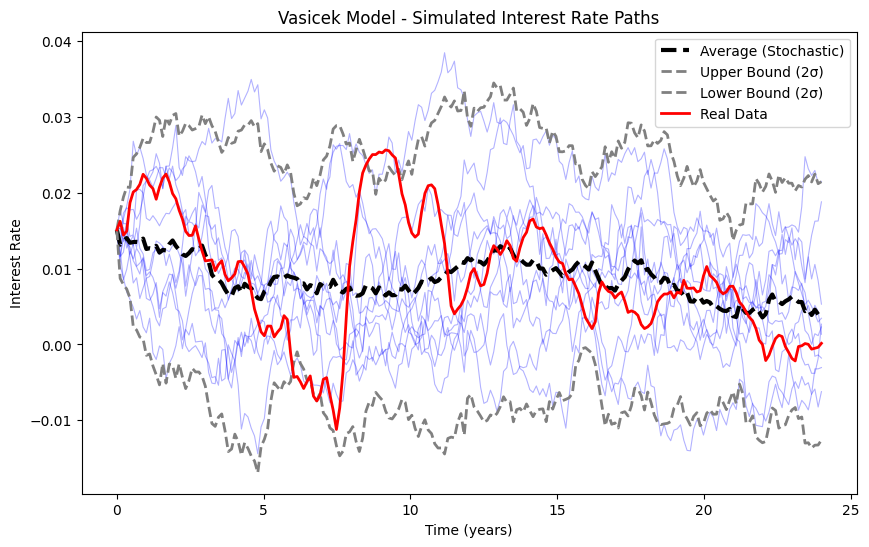 Vasicek Model - Simulated Interest Rate Paths
Average (Stochastic)
Upper Bound (2σ)
Lower Bound (2σ)
Real Data
Interest Rate
0.04
0.03
0.02
0.01
0.00
−0.01
0
5
10
15
20
25
Time (years)